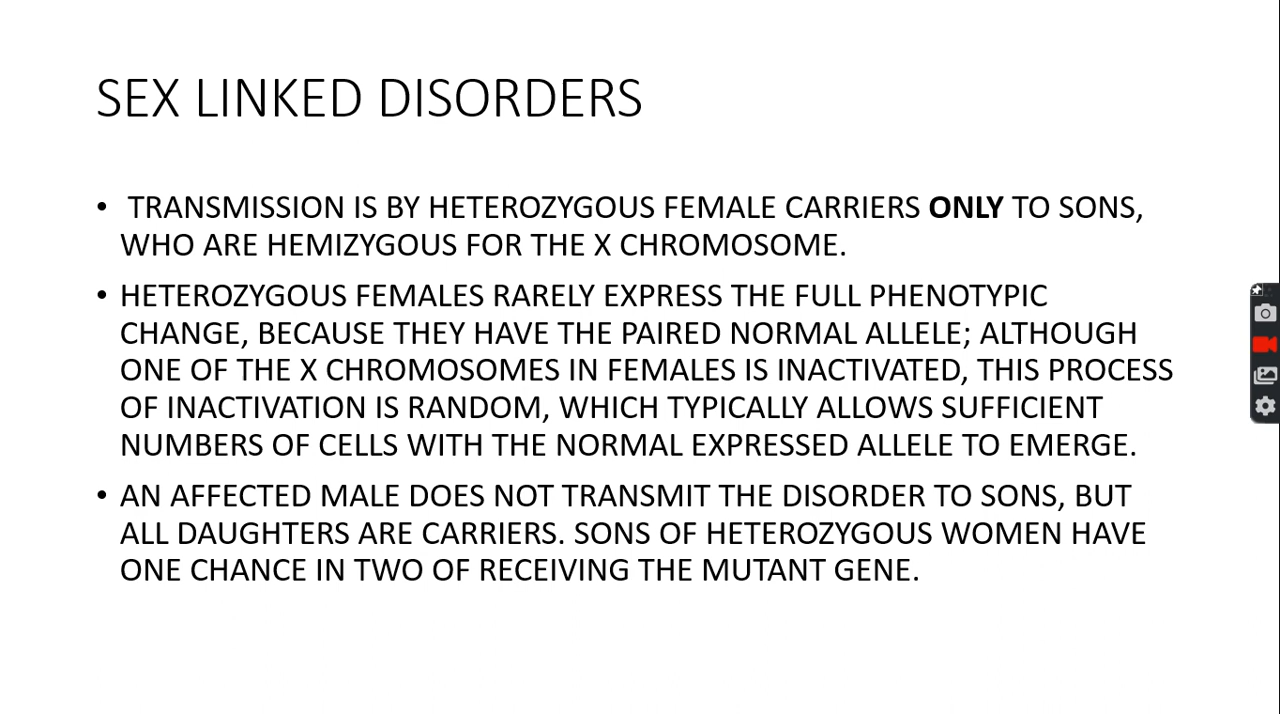 SEX LINKED DISORDERS
• TRANSMISSION IS BY HETEROZYGOUS FEMALE CARRIERS ONLY TO SONS,
WHO ARE HEMIZYGOUS FOR THE X CHROMOSOME.
• HETEROZYGOUS FEMALES RARELY EXPRESS THE FULL PHENOTYPIC
CHANGE, BECAUSE THEY HAVE THE PAIRED NORMAL ALLELE; ALTHOUGH
ONE OF THE X CHROMOSOMES IN FEMALES IS INACTIVATED, THIS PROCESS
OF INACTIVATION IS RANDOM, WHICH TYPICALLY ALLOWS SUFFICIENT
NUMBERS OF CELLS WITH THE NORMAL EXPRESSED ALLELE TO EMERGE.
• AN AFFECTED MALE DOES NOT TRANSMIT THE DISORDER TO SONS, BUT
ALL DAUGHTERS ARE CARRIERS. SONS OF HETEROZYGOUS WOMEN HAVE
ONE CHANCE IN TWO OF RECEIVING THE MUTANT GENE.